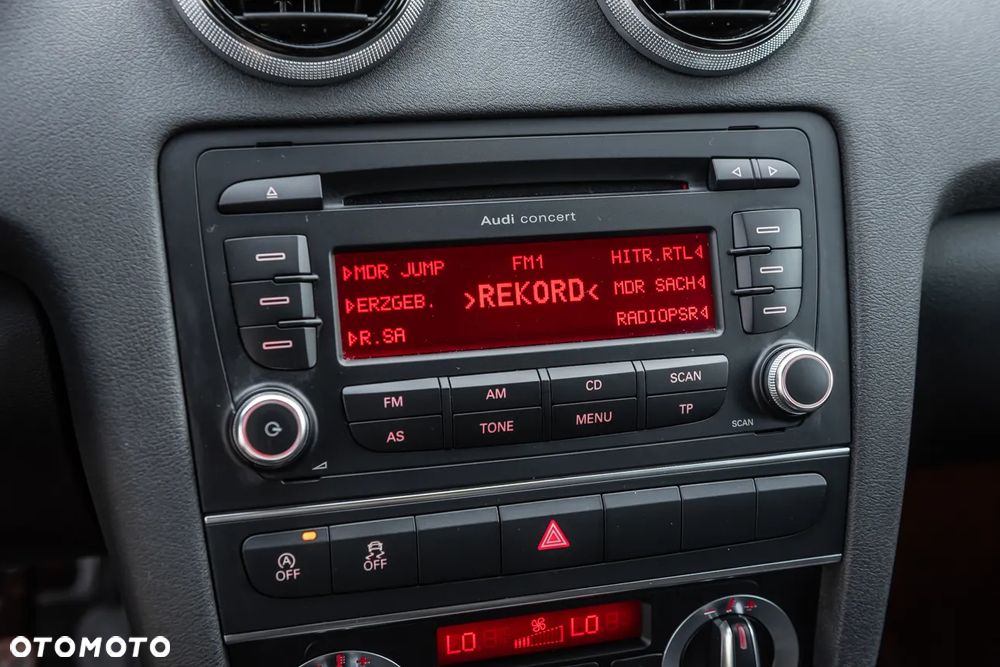 Audi concert
MDR JUMP FM1 HITR.RTL
ERZGEB. >REKORD< MDR SACH
R.SA RADIOPSR
FM AM CD SCAN
AS TONE MENU TP
SCAN
A OFF OFF
LO LO
OTOMOTO